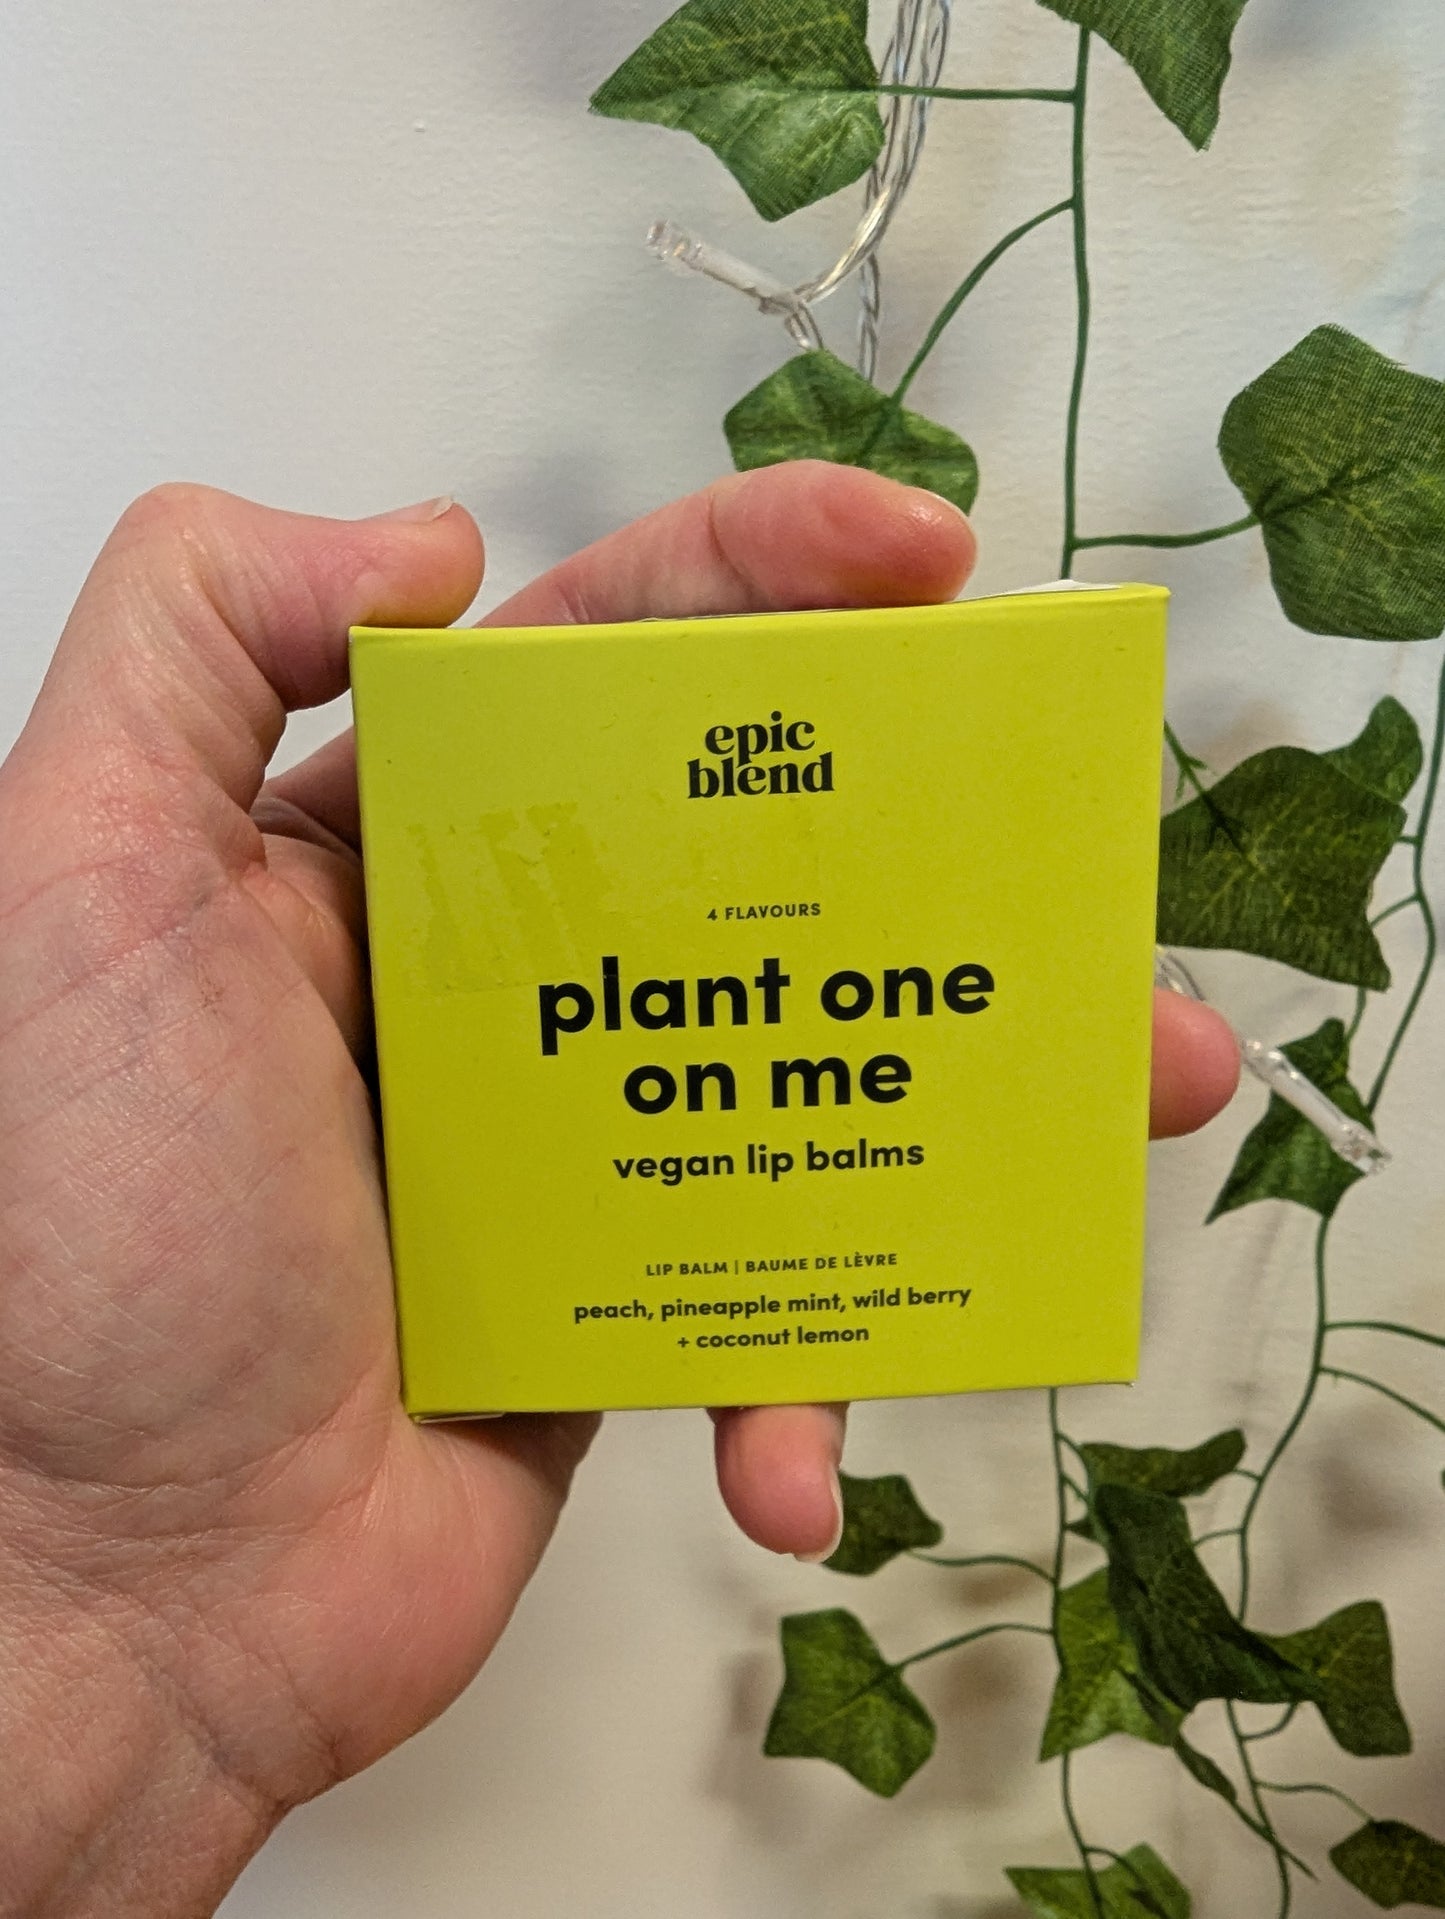 epic
blend
4 FLAVOURS
plant one
on me
vegan lip balms
LIP BALM | BAUME DE LÈVRE
peach, pineapple mint, wild berry
+ coconut lemon